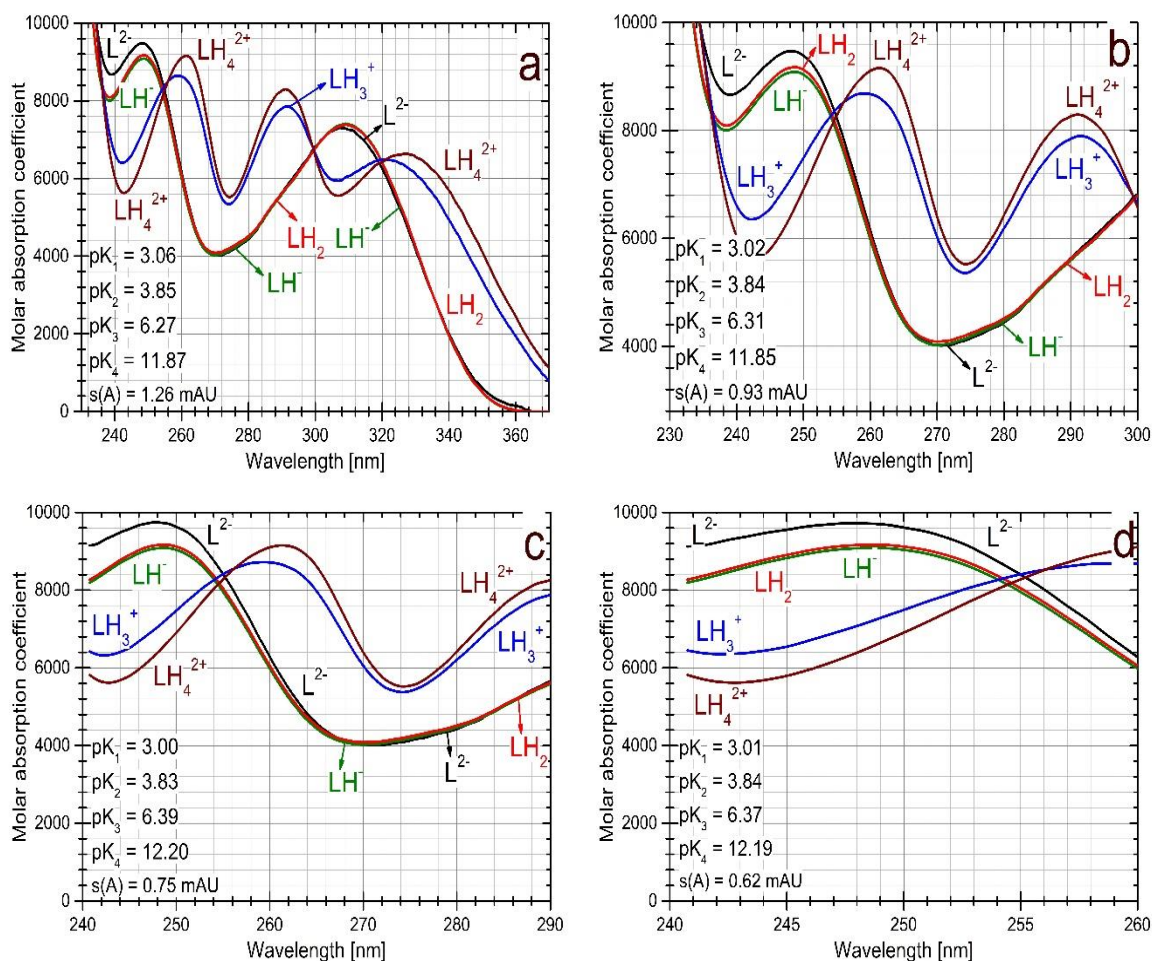 a
Molar absorption coefficient
10000
8000
6000
4000
2000
0
L²⁻
LH⁻
LH₄²⁺
LH₄²⁺
LH₃⁺
L²⁻
LH₄²⁺
LH⁻
LH₂
LH⁻
LH₂
pK₁ = 3.06
pK₂ = 3.85
pK₃ = 6.27
pK₄ = 11.87
s(A) = 1.26 mAU
240 260 280 300 320 340 360
Wavelength [nm]
b
Molar absorption coefficient
10000
8000
6000
4000
L²⁻
LH₂
LH⁻
LH₄²⁺
LH₄²⁺
LH₃⁺
LH₃⁺
LH₄²⁺
LH₂
LH⁻
L²⁻
pK₁ = 3.02
pK₂ = 3.84
pK₃ = 6.31
pK₄ = 11.85
s(A) = 0.93 mAU
230 240 250 260 270 280 290 300
Wavelength [nm]
c
Molar absorption coefficient
10000
8000
6000
4000
2000
0
L²⁻
LH⁻
LH₄²⁺
LH₄²⁺
LH₃⁺
LH₃⁺
LH₄²⁺
L²⁻
LH⁻
L²⁻
LH₂
pK₁ = 3.00
pK₂ = 3.83
pK₃ = 6.39
pK₄ = 12.20
s(A) = 0.75 mAU
240 250 260 270 280 290
Wavelength [nm]
d
Molar absorption coefficient
10000
8000
6000
4000
2000
0
L²⁻
L²⁻
LH₂
LH⁻
LH₃⁺
LH₄²⁺
pK₁ = 3.01
pK₂ = 3.84
pK₃ = 6.37
pK₄ = 12.19
s(A) = 0.62 mAU
240 245 250 255 260
Wavelength [nm]